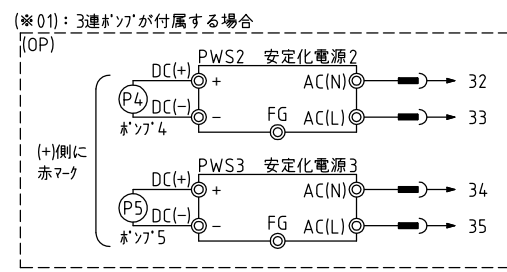 (※01): 3連ﾎﾟﾝﾌﾟが付属する場合
(OP)
PWS2 安定化電源2
DC(+) + AC(N) 32
P4
DC(-) - FG AC(L) 33
ﾎﾟﾝﾌﾟ4
(+)側に
赤ﾏｰｸ
PWS3 安定化電源3
DC(+) + AC(N) 34
P5
DC(-) - FG AC(L) 35
ﾎﾟﾝﾌﾟ5